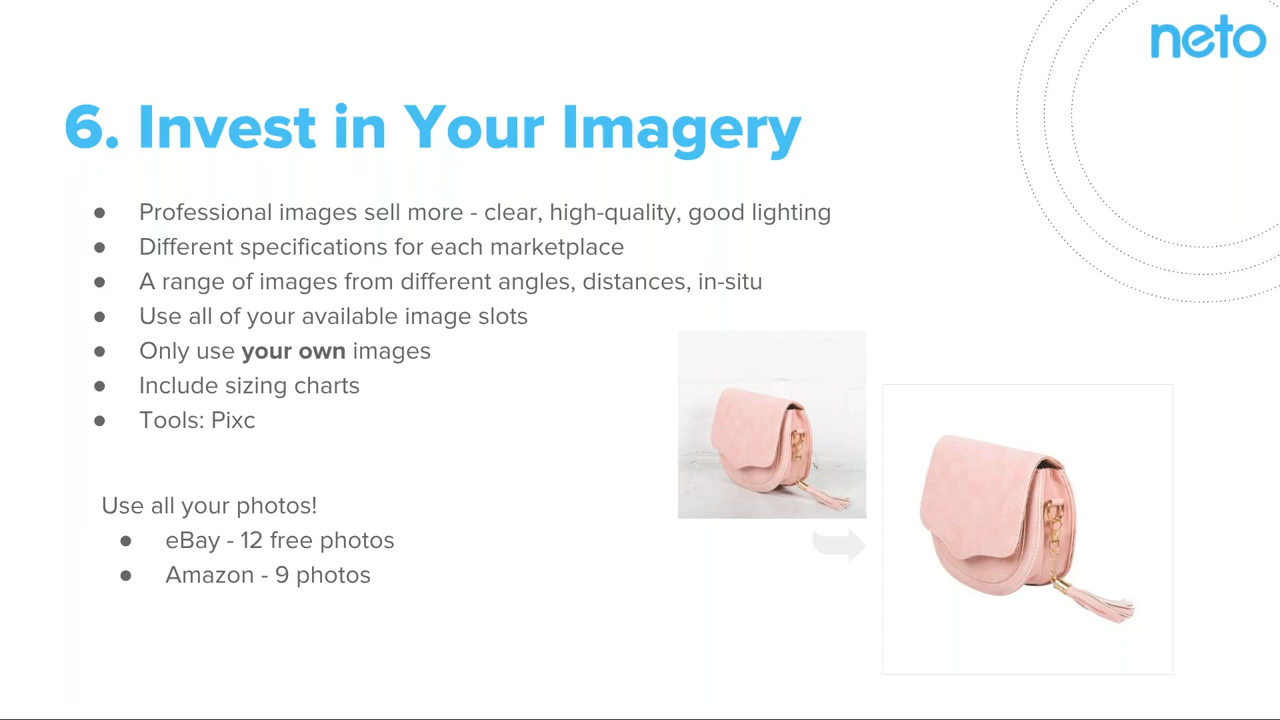 neto
6. Invest in Your Imagery
● Professional images sell more - clear, high-quality, good lighting
● Different specifications for each marketplace
● A range of images from different angles, distances, in-situ
● Use all of your available image slots
● Only use your own images
● Include sizing charts
● Tools: Pixc
Use all your photos!
● eBay - 12 free photos
● Amazon - 9 photos